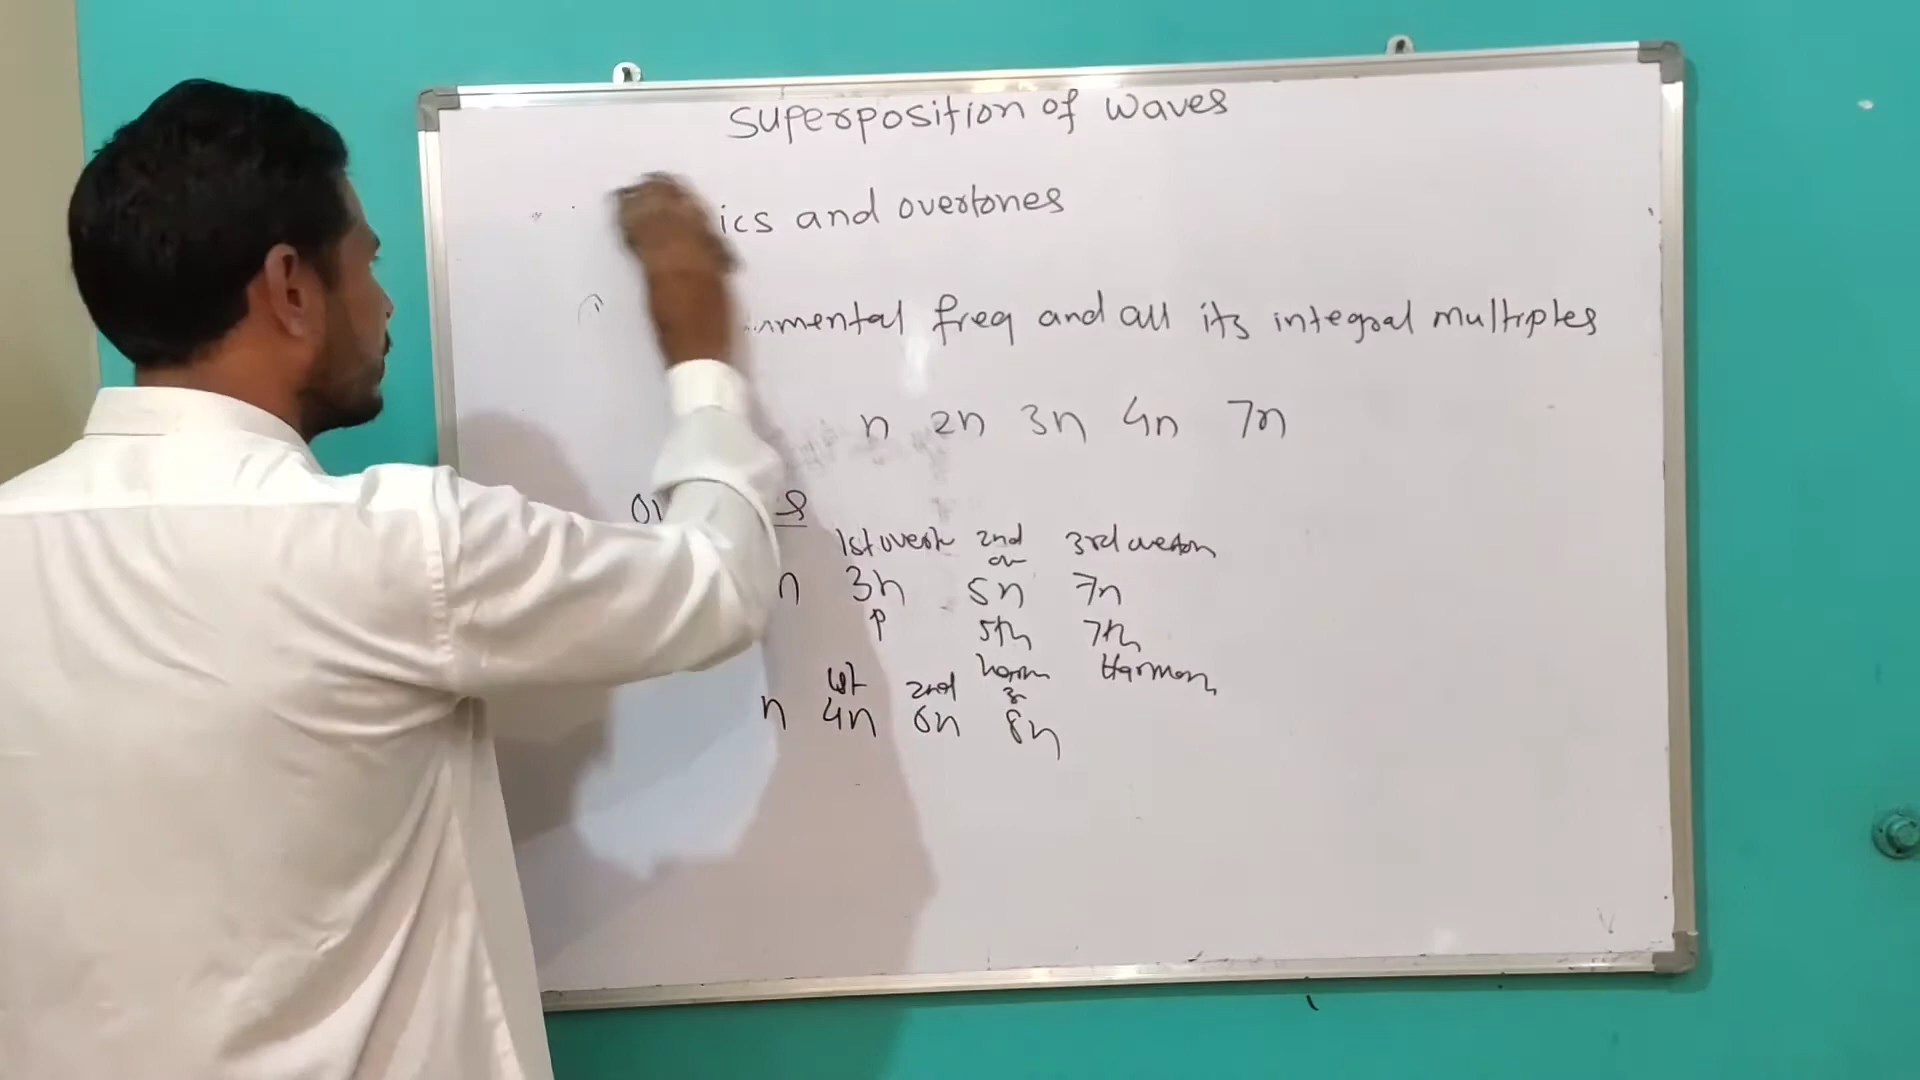 Superposition of waves
ics and overtones
mental freq and all its integral multiples
n 2n 3n 4n 7n
1st overt 2nd 3rd overton
n 3n 5n 7n
P 5th 7th
harm Harmon
1st 2nd 3r
n 4n 6n 8n